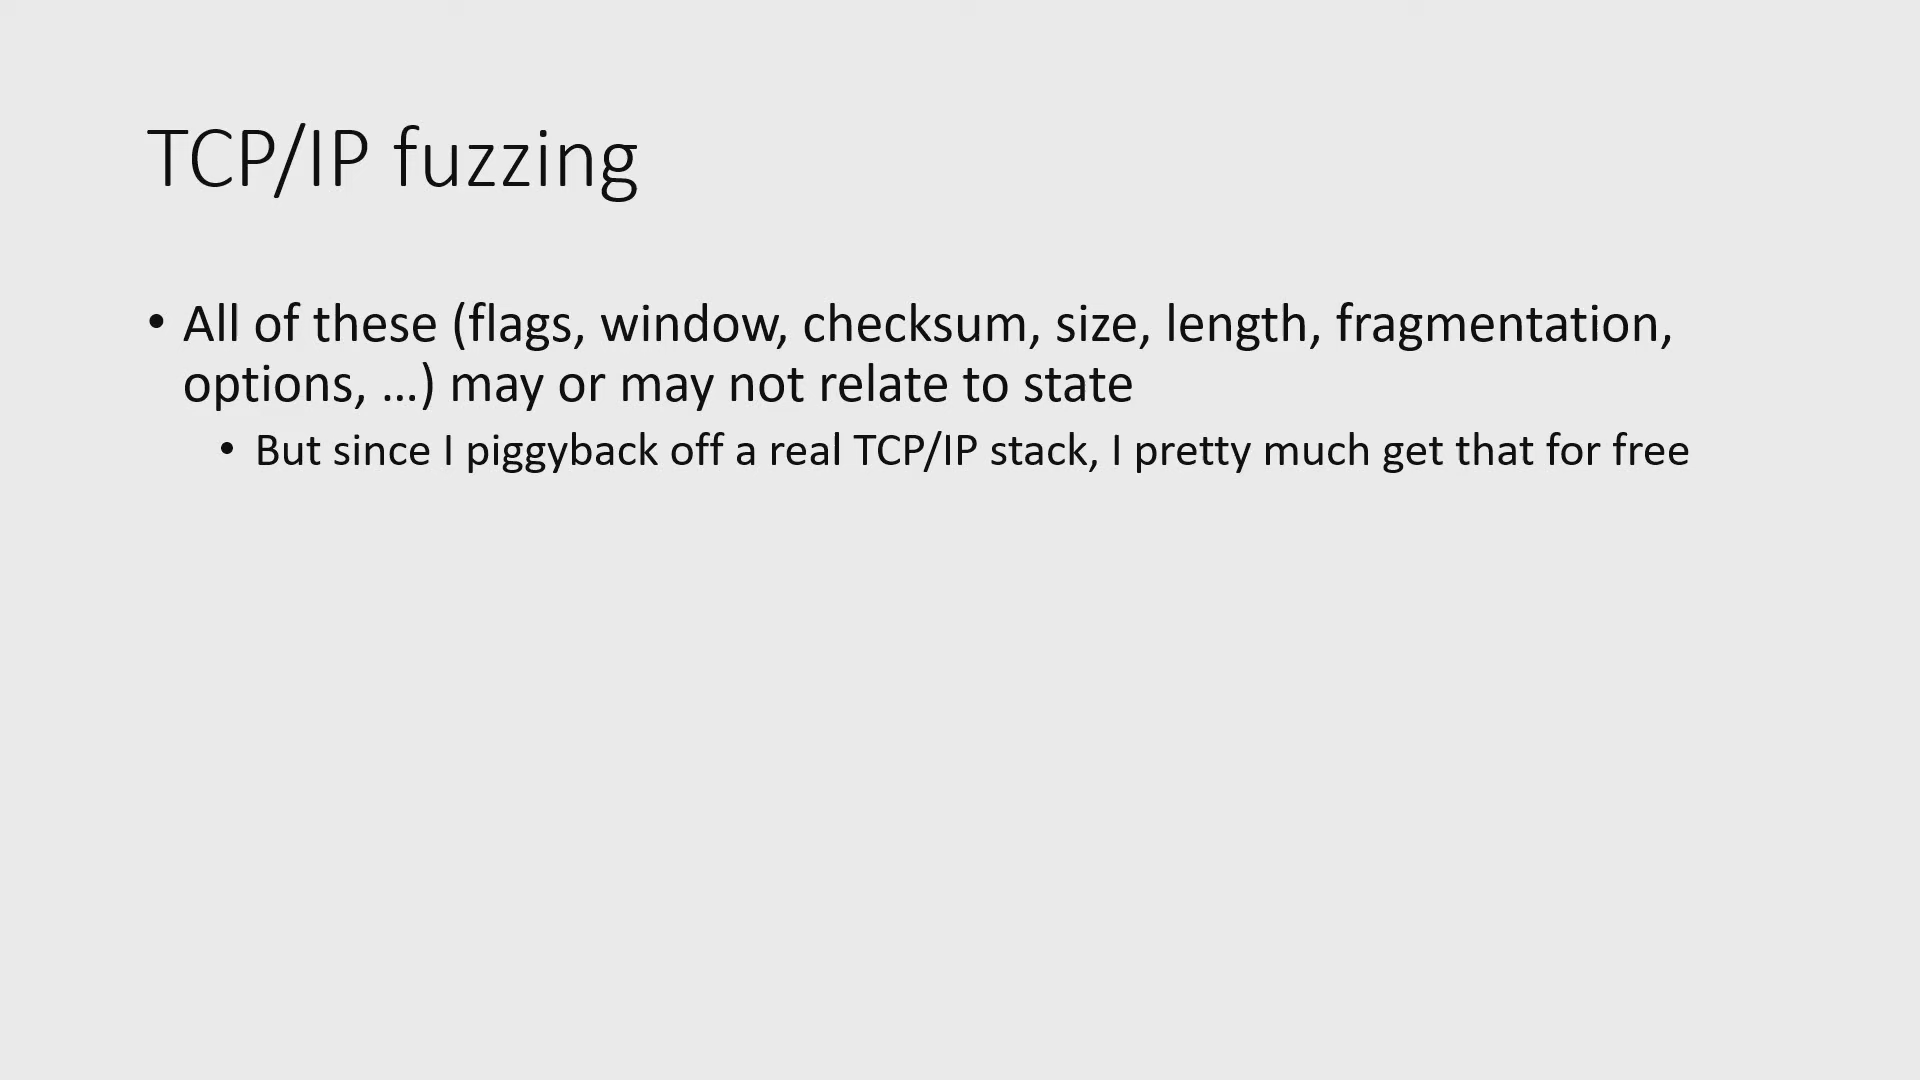 TCP/IP fuzzing
• All of these (flags, window, checksum, size, length, fragmentation,
options, …) may or may not relate to state
• But since I piggyback off a real TCP/IP stack, I pretty much get that for free